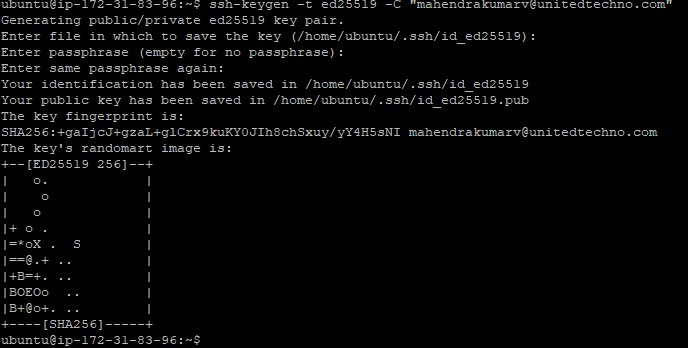 ubuntu@ip-172-31-83-96:~$ ssh-keygen -t ed25519 -C "mahendrakumarv@unitedtechno.com"
Generating public/private ed25519 key pair.
Enter file in which to save the key (/home/ubuntu/.ssh/id_ed25519):
Enter passphrase (empty for no passphrase):
Enter same passphrase again:
Your identification has been saved in /home/ubuntu/.ssh/id_ed25519
Your public key has been saved in /home/ubuntu/.ssh/id_ed25519.pub
The key fingerprint is:
SHA256:+gaIjcJ+gzaL+glCrx9kuKY0JIh8chSxuy/yY4H5sNI mahendrakumarv@unitedtechno.com
The key's randomart image is:
+--[ED25519 256]--+
|   o.            |
|    o            |
|   o             |
|+ o .            |
|=*oX .  S        |
|==@.+ ..         |
|+B=+. ..         |
|BOEOo  ..        |
|B+@o+. ..        |
+----[SHA256]-----+
ubuntu@ip-172-31-83-96:~$